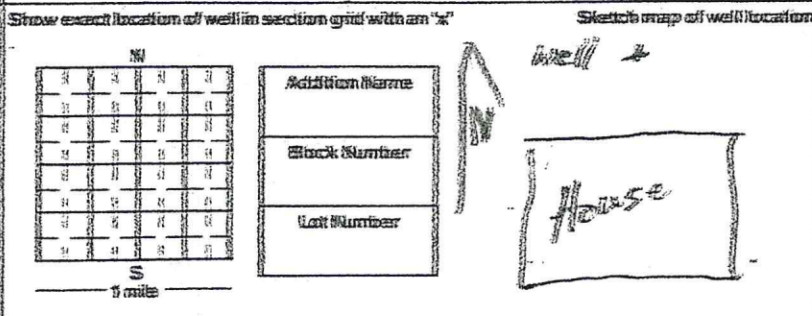 Show exact location of well in section grid with an "x"
Sketch map of well location
N
Addition Name
Block Number
Lot Number
S
1 mile
N
well
House